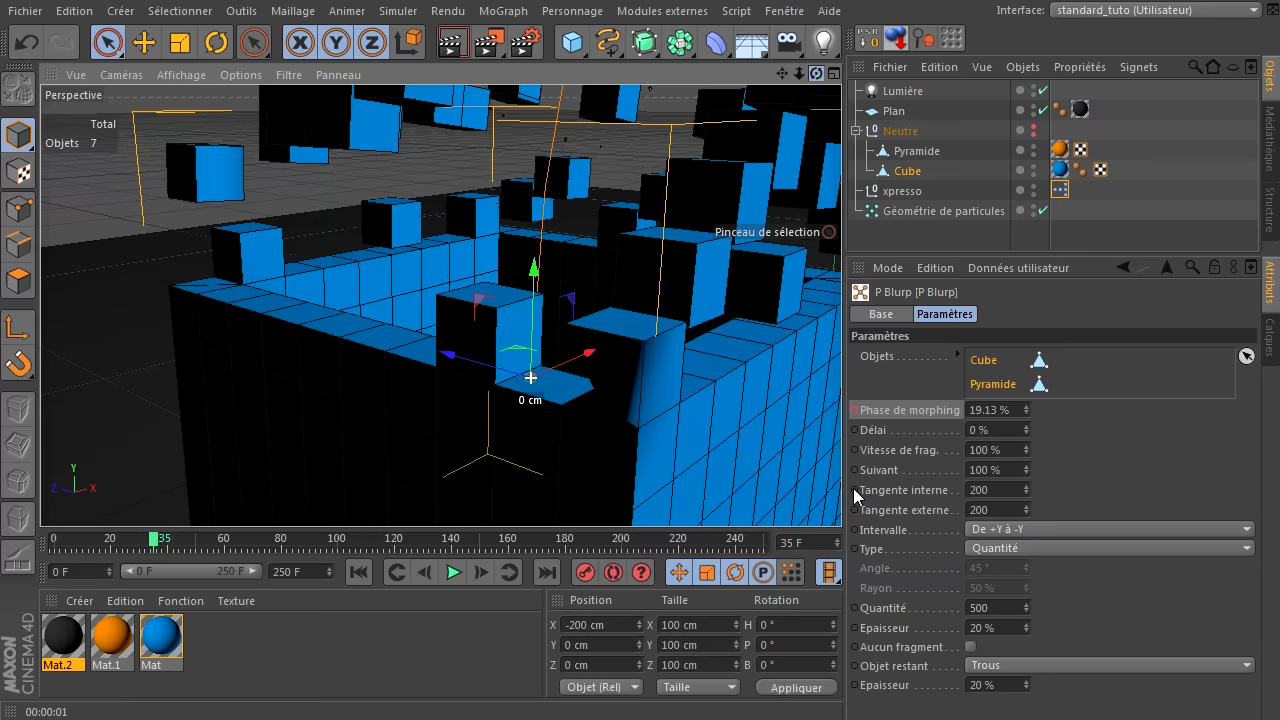 Fichier Edition Créer Sélectionner Outils Maillage Animer Simuler Rendu MoGraph Personnage Modules externes Script Fenêtre Aide Interface: standard_tuto (Utilisateur)
X Y Z P S R 0
Vue Caméras Affichage Options Filtre Panneau
Fichier Edition Vue Objets Propriétés Signets
Perspective
Total
Objets 7
Lumière
Plan
Neutre
Pyramide
Cube
xpresso
Géométrie de particules
Objets
Médiathèque
Structure
Pinceau de sélection
0 cm
Y
Z X
Mode Edition Données utilisateur
P Blurp [P Blurp]
Base Paramètres
Paramètres
Objets Cube
Pyramide
Phase de morphing 19.13 %
Délai 0 %
Vitesse de frag. 100 %
Suivant 100 %
Tangente interne 200
Tangente externe 200
Intervalle De +Y à -Y
Type Quantité
Angle 45 °
Rayon 50 %
Quantité 500
Epaisseur 20 %
Aucun fragment
Objet restant Trous
Epaisseur 20 %
Attributs
Calques
0 20 35 60 80 100 120 140 160 180 200 220 240 35 F
0 F 0 F 250 F 250 F P
Créer Edition Fonction Texture
Mat.2 Mat.1 Mat
Position Taille Rotation
X -200 cm X 100 cm H 0 °
Y 0 cm Y 100 cm P 0 °
Z 0 cm Z 100 cm B 0 °
Objet (Rel) Taille Appliquer
MAXON
CINEMA 4D
00:00:01